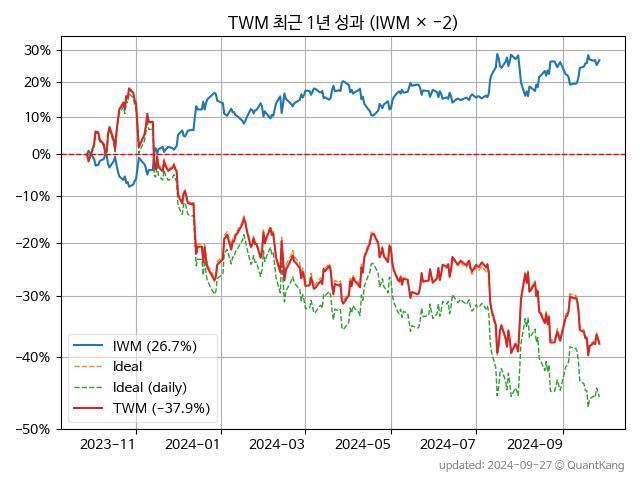 TWM 최근 1년 성과 (IWM × −2)
30%
20%
10%
0%
−10%
−20%
−30%
−40%
−50%
IWM (26.7%)
Ideal
Ideal (daily)
TWM (−37.9%)
2023-11 2024-01 2024-03 2024-05 2024-07 2024-09
updated: 2024-09-27 © QuantKang